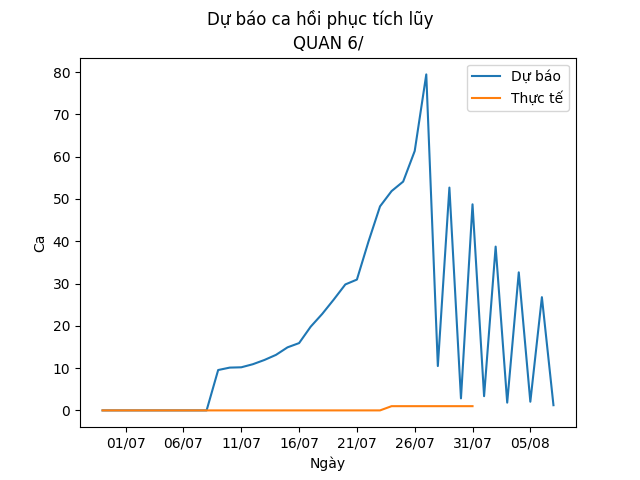 Dự báo ca hồi phục tích lũy
QUAN 6/
Dự báo
Thực tế
Ca
80
70
60
50
40
30
20
10
0
01/07 06/07 11/07 16/07 21/07 26/07 31/07 05/08
Ngày